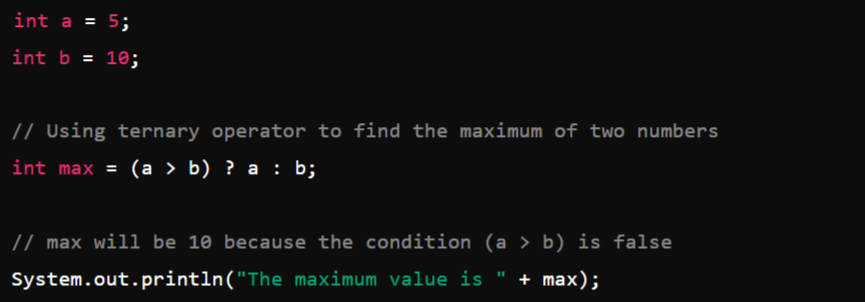 int a = 5;
int b = 10;
// Using ternary operator to find the maximum of two numbers
int max = (a > b) ? a : b;
// max will be 10 because the condition (a > b) is false
System.out.println("The maximum value is " + max);